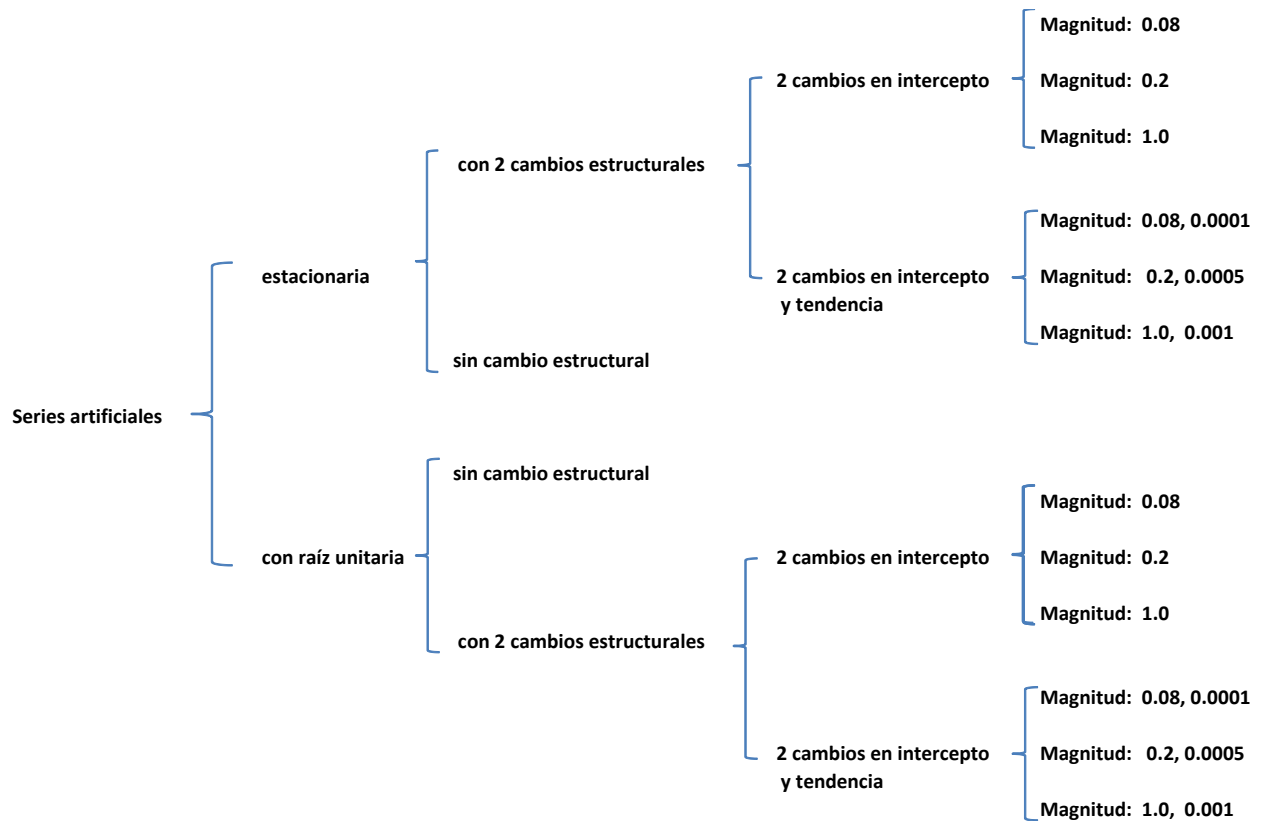 Magnitud: 0.08
2 cambios en intercepto
Magnitud: 0.2
Magnitud: 1.0
con 2 cambios estructurales
Magnitud: 0.08, 0.0001
estacionaria
2 cambios en intercepto
y tendencia
Magnitud: 0.2, 0.0005
Magnitud: 1.0, 0.001
sin cambio estructural
Series artificiales
sin cambio estructural
Magnitud: 0.08
con raíz unitaria
2 cambios en intercepto
Magnitud: 0.2
Magnitud: 1.0
con 2 cambios estructurales
Magnitud: 0.08, 0.0001
2 cambios en intercepto
y tendencia
Magnitud: 0.2, 0.0005
Magnitud: 1.0, 0.001